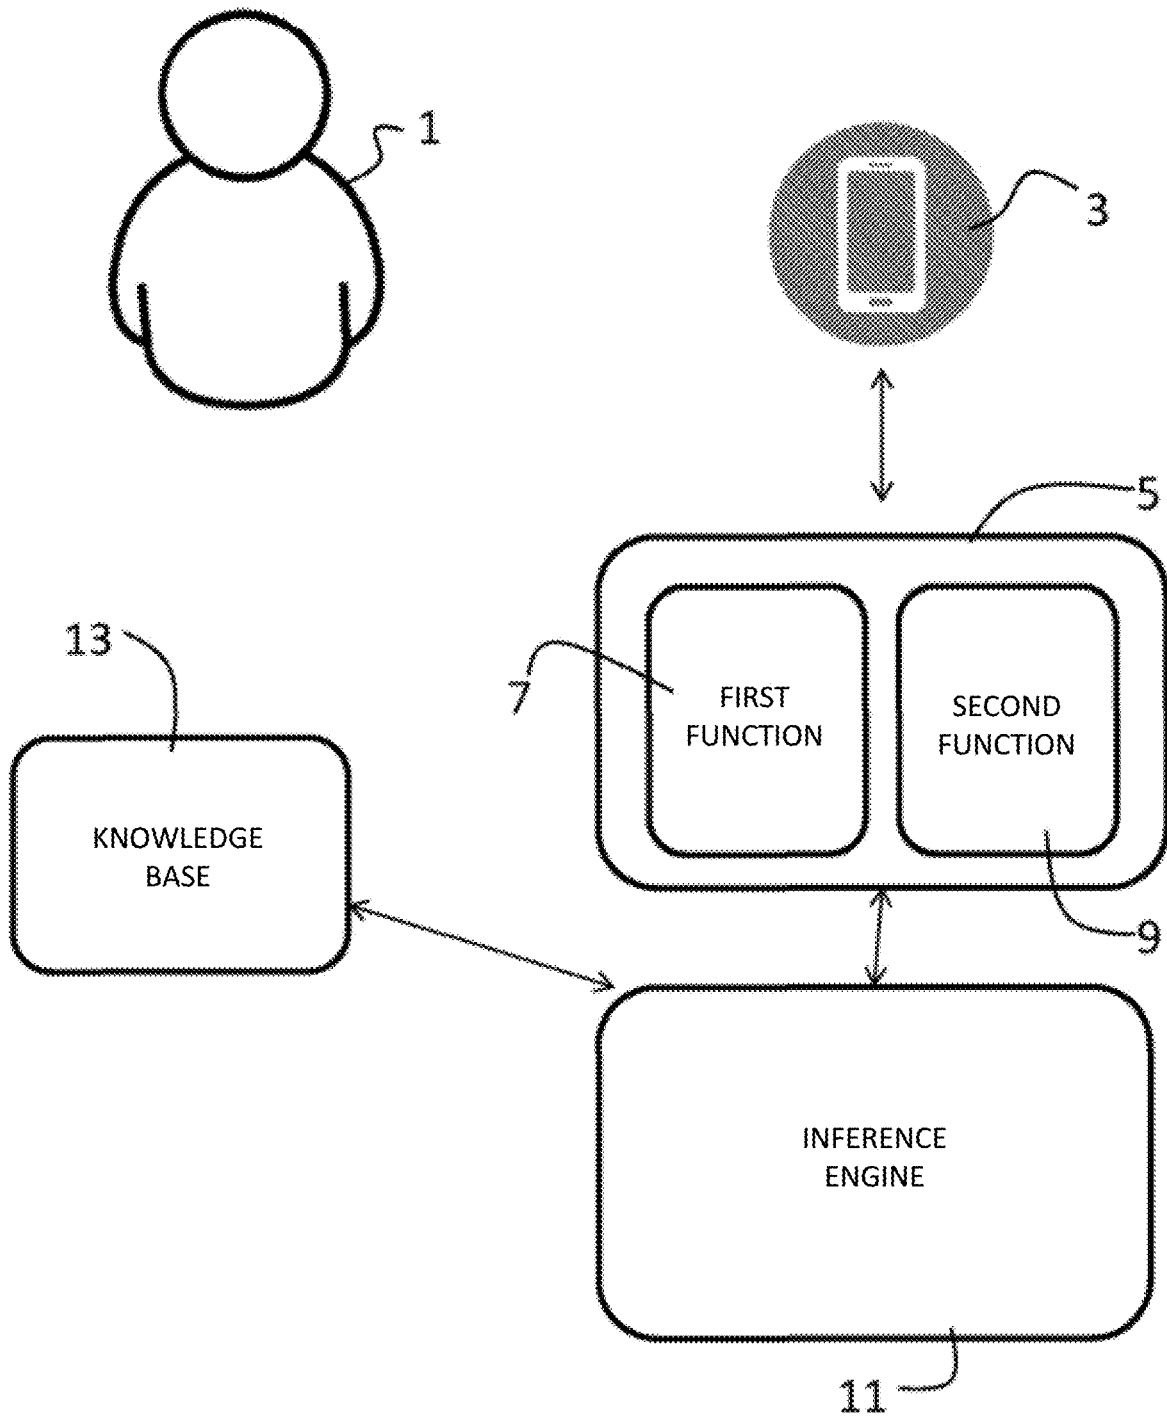 1
3
5
13
7
FIRST
FUNCTION
SECOND
FUNCTION
KNOWLEDGE
BASE
9
INFERENCE
ENGINE
11